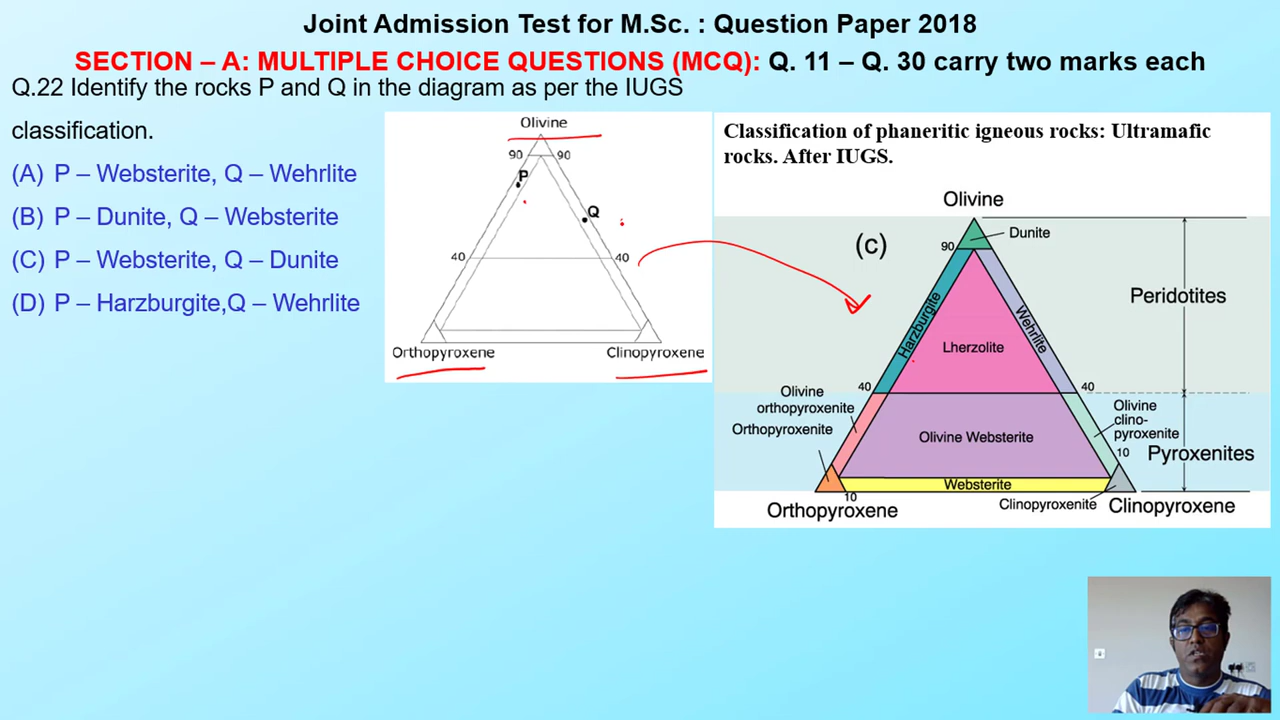 Joint Admission Test for M.Sc. : Question Paper 2018
SECTION – A: MULTIPLE CHOICE QUESTIONS (MCQ): Q. 11 – Q. 30 carry two marks each
Q.22 Identify the rocks P and Q in the diagram as per the IUGS
classification.
(A) P – Websterite, Q – Wehrlite
(B) P – Dunite, Q – Websterite
(C) P – Websterite, Q – Dunite
(D) P – Harzburgite,Q – Wehrlite
Olivine
90 90
P
Q
40 40
Orthopyroxene Clinopyroxene
Classification of phaneritic igneous rocks: Ultramafic
rocks. After IUGS.
Olivine
(c)
Dunite
90
Peridotites
Harzburgite
Wehrlite
Lherzolite
40 40
Olivine
orthopyroxenite
Orthopyroxenite
Olivine Websterite
Olivine
clino-
pyroxenite
10
Pyroxenites
Websterite
10
Clinopyroxenite
Orthopyroxene
Clinopyroxene